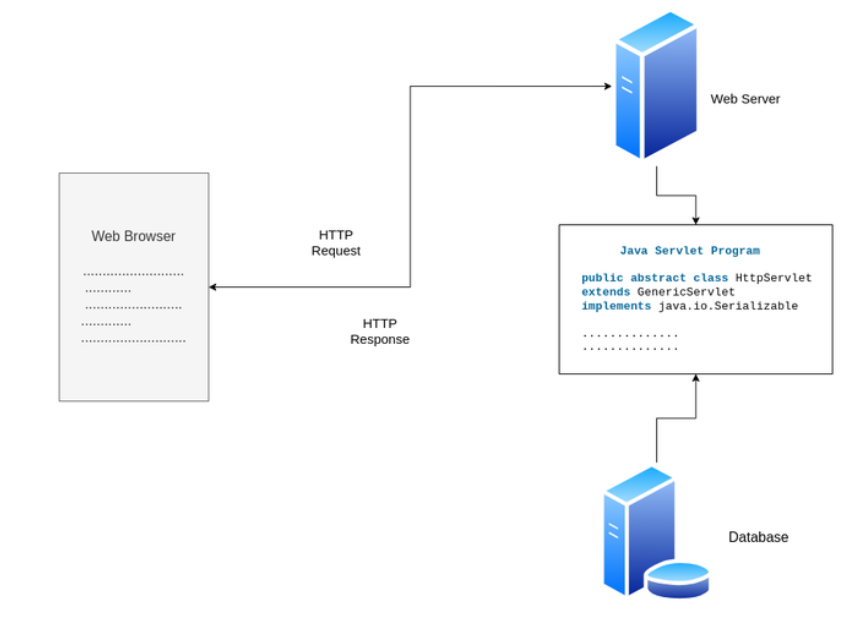 Web Server
Web Browser
...........................
............
..........................
.............
............................
HTTP
Request
HTTP
Response
Java Servlet Program
public abstract class HttpServlet
extends GenericServlet
implements java.io.Serializable
..............
..............
Database